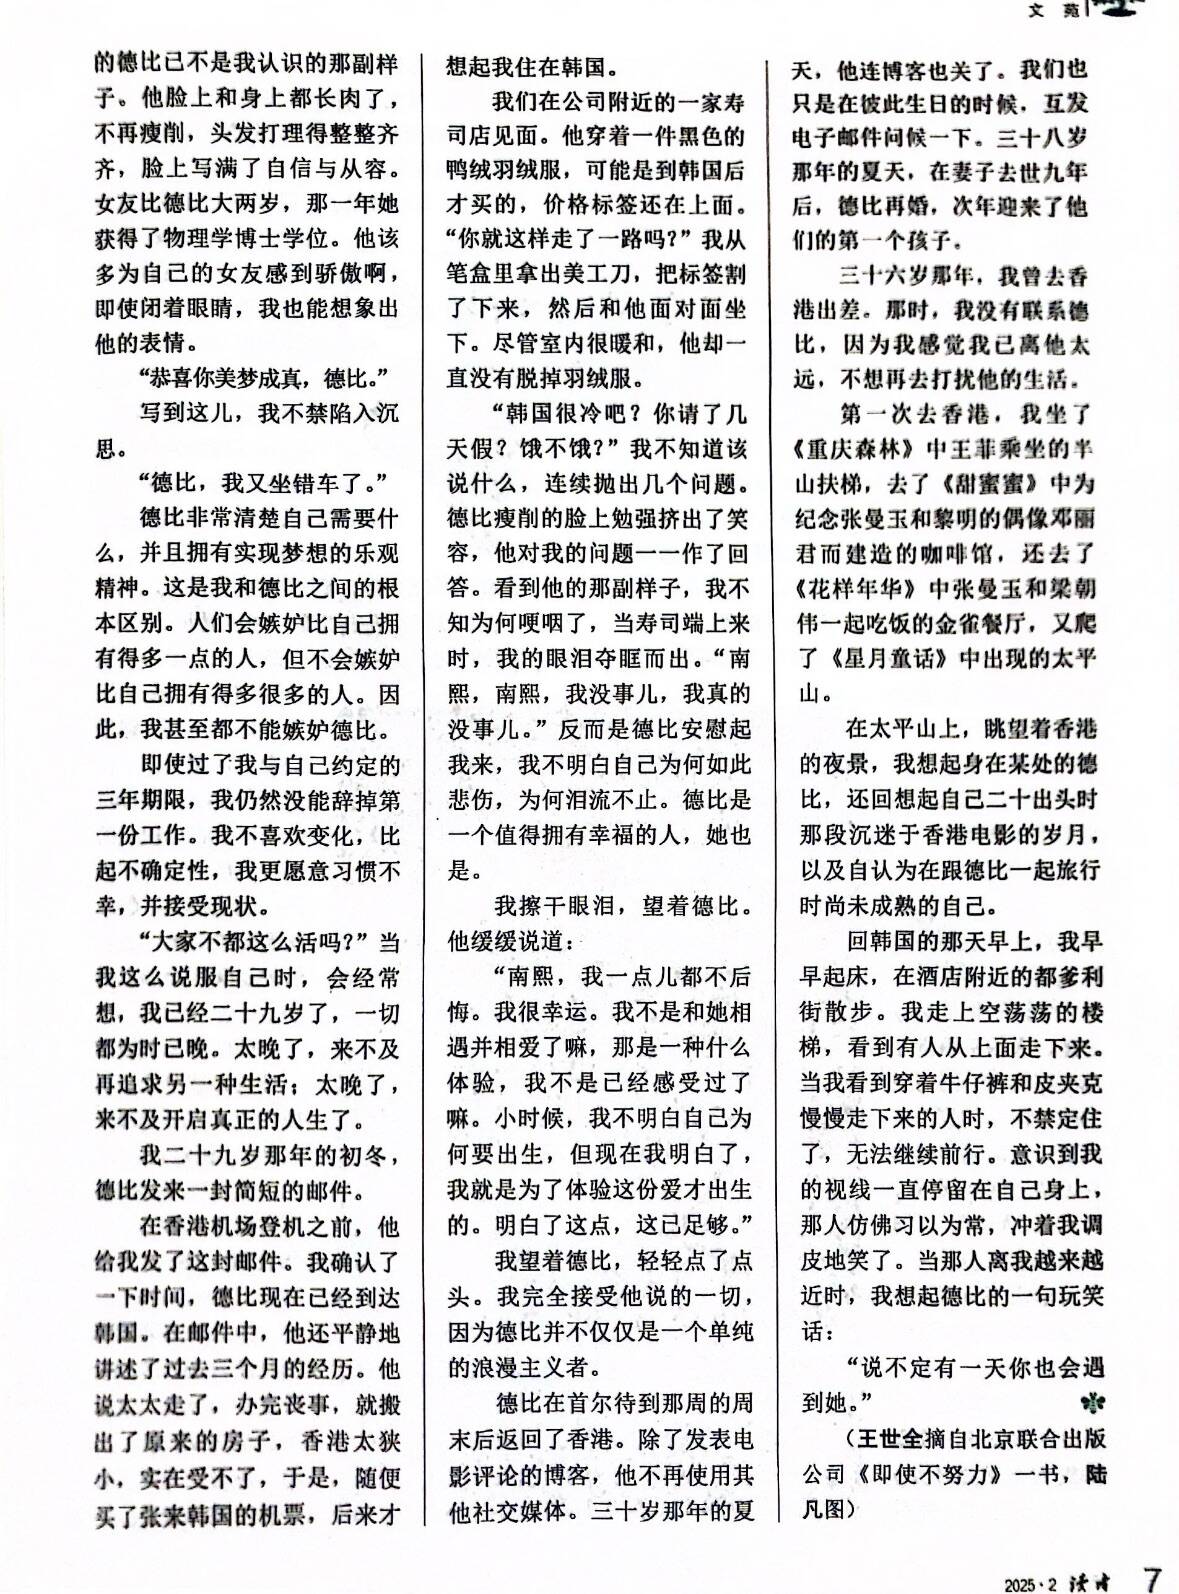 文 苑
的德比已不是我认识的那副样
子。他脸上和身上都长肉了，
不再瘦削，头发打理得整整齐
齐，脸上写满了自信与从容。
女友比德比大两岁，那一年她
获得了物理学博士学位。他该
多为自己的女友感到骄傲啊，
即使闭着眼睛，我也能想象出
他的表情。
“恭喜你美梦成真，德比。”
写到这儿，我不禁陷入沉
思。
“德比，我又坐错车了。”
德比非常清楚自己需要什
么，并且拥有实现梦想的乐观
精神。这是我和德比之间的根
本区别。人们会嫉妒比自己拥
有得多一点的人，但不会嫉妒
比自己拥有得多很多的人。因
此，我甚至都不能嫉妒德比。
即使过了我与自己约定的
三年期限，我仍然没能辞掉第
一份工作。我不喜欢变化，比
起不确定性，我更愿意习惯不
幸，并接受现状。
“大家不都这么活吗？”当
我这么说服自己时，会经常
想，我已经二十九岁了，一切
都为时已晚。太晚了，来不及
再追求另一种生活；太晚了，
来不及开启真正的人生了。
我二十九岁那年的初冬，
德比发来一封简短的邮件。
在香港机场登机之前，他
给我发了这封邮件。我确认了
一下时间，德比现在已经到达
韩国。在邮件中，他还平静地
讲述了过去三个月的经历。他
说太太走了，办完丧事，就搬
出了原来的房子，香港太狭
小，实在受不了，于是，随便
买了张来韩国的机票，后来才
想起我住在韩国。
我们在公司附近的一家寿
司店见面。他穿着一件黑色的
鸭绒羽绒服，可能是到韩国后
才买的，价格标签还在上面。
“你就这样走了一路吗？”我从
笔盒里拿出美工刀，把标签割
了下来，然后和他面对面坐
下。尽管室内很暖和，他却一
直没有脱掉羽绒服。
“韩国很冷吧？你请了几
天假？饿不饿？”我不知道该
说什么，连续抛出几个问题。
德比瘦削的脸上勉强挤出了笑
容，他对我的问题一一作了回
答。看到他的那副样子，我不
知为何哽咽了，当寿司端上来
时，我的眼泪夺眶而出。“南
熙，南熙，我没事儿，我真的
没事儿。”反而是德比安慰起
我来，我不明白自己为何如此
悲伤，为何泪流不止。德比是
一个值得拥有幸福的人，她也
是。
我擦干眼泪，望着德比。
他缓缓说道：
“南熙，我一点儿都不后
悔。我很幸运。我不是和她相
遇并相爱了嘛，那是一种什么
体验，我不是已经感受过了
嘛。小时候，我不明白自己为
何要出生，但现在我明白了，
我就是为了体验这份爱才出生
的。明白了这点，这已足够。”
我望着德比，轻轻点了点
头。我完全接受他说的一切，
因为德比并不仅仅是一个单纯
的浪漫主义者。
德比在首尔待到那周的周
末后返回了香港。除了发表电
影评论的博客，他不再使用其
他社交媒体。三十岁那年的夏
天，他连博客也关了。我们也
只是在彼此生日的时候，互发
电子邮件问候一下。三十八岁
那年的夏天，在妻子去世九年
后，德比再婚，次年迎来了他
们的第一个孩子。
三十六岁那年，我曾去香
港出差。那时，我没有联系德
比，因为我感觉我已离他太
远，不想再去打扰他的生活。
第一次去香港，我坐了
《重庆森林》中王菲乘坐的半
山扶梯，去了《甜蜜蜜》中为
纪念张曼玉和黎明的偶像邓丽
君而建造的咖啡馆，还去了
《花样年华》中张曼玉和梁朝
伟一起吃饭的金雀餐厅，又爬
了《星月童话》中出现的太平
山。
在太平山上，眺望着香港
的夜景，我想起身在某处的德
比，还回想起自己二十出头时
那段沉迷于香港电影的岁月，
以及自认为在跟德比一起旅行
时尚未成熟的自己。
回韩国的那天早上，我早
早起床，在酒店附近的都爹利
街散步。我走上空荡荡的楼
梯，看到有人从上面走下来。
当我看到穿着牛仔裤和皮夹克
慢慢走下来的人时，不禁定住
了，无法继续前行。意识到我
的视线一直停留在自己身上，
那人仿佛习以为常，冲着我调
皮地笑了。当那人离我越来越
近时，我想起德比的一句玩笑
话：
“说不定有一天你也会遇
到她。”
（王世全摘自北京联合出版
公司《即使不努力》一书，陆
凡图）
2025·2 读者 7